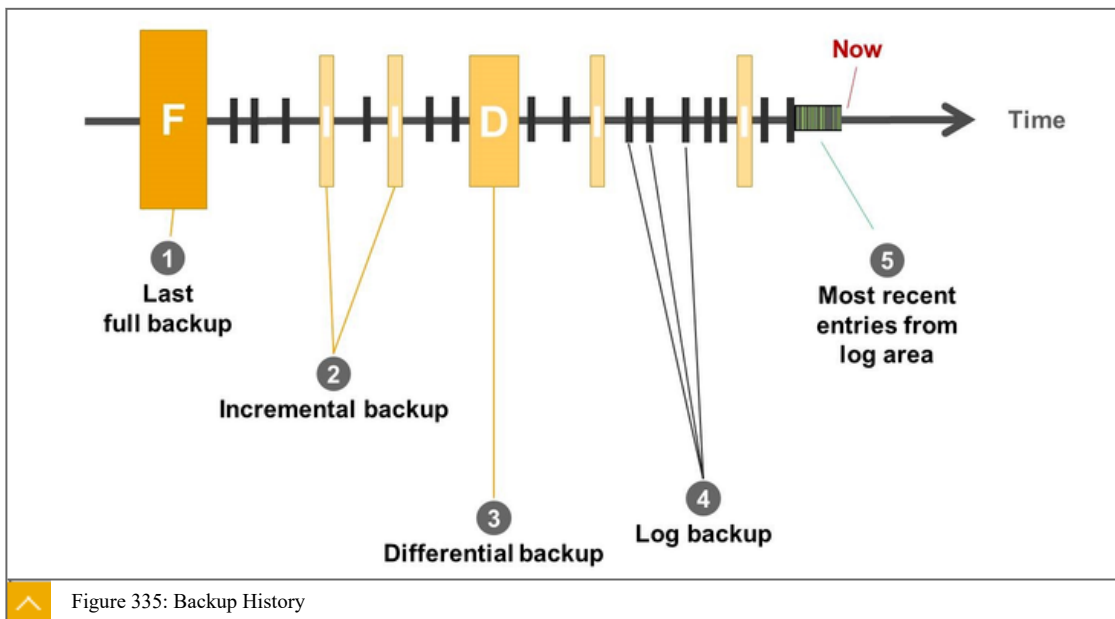 Now
F
I
I
D
I
I
Time
1
Last
full backup
5
Most recent
entries from
log area
2
Incremental backup
4
Log backup
3
Differential backup
Figure 335: Backup History